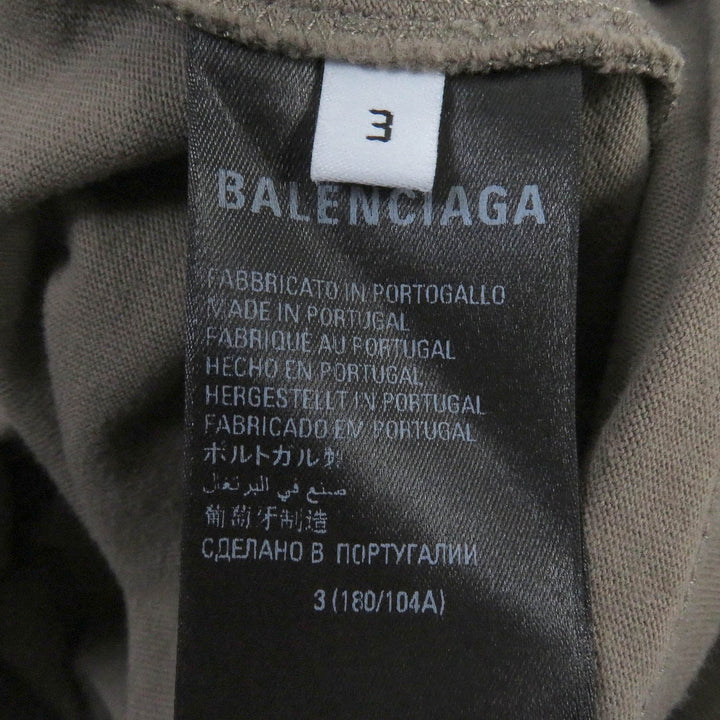 3
BALENCIAGA
FABBRICATO IN PORTOGALLO
MADE IN PORTUGAL
FABRIQUÉ AU PORTUGAL
HECHO EN PORTUGAL
HERGESTELLT IN PORTUGAL
FABRICADO EM PORTUGAL
ポルトガル製
صنع في البرتغال
葡萄牙制造
СДЕЛАНО В ПОРТУГАЛИИ
3 (180/104A)